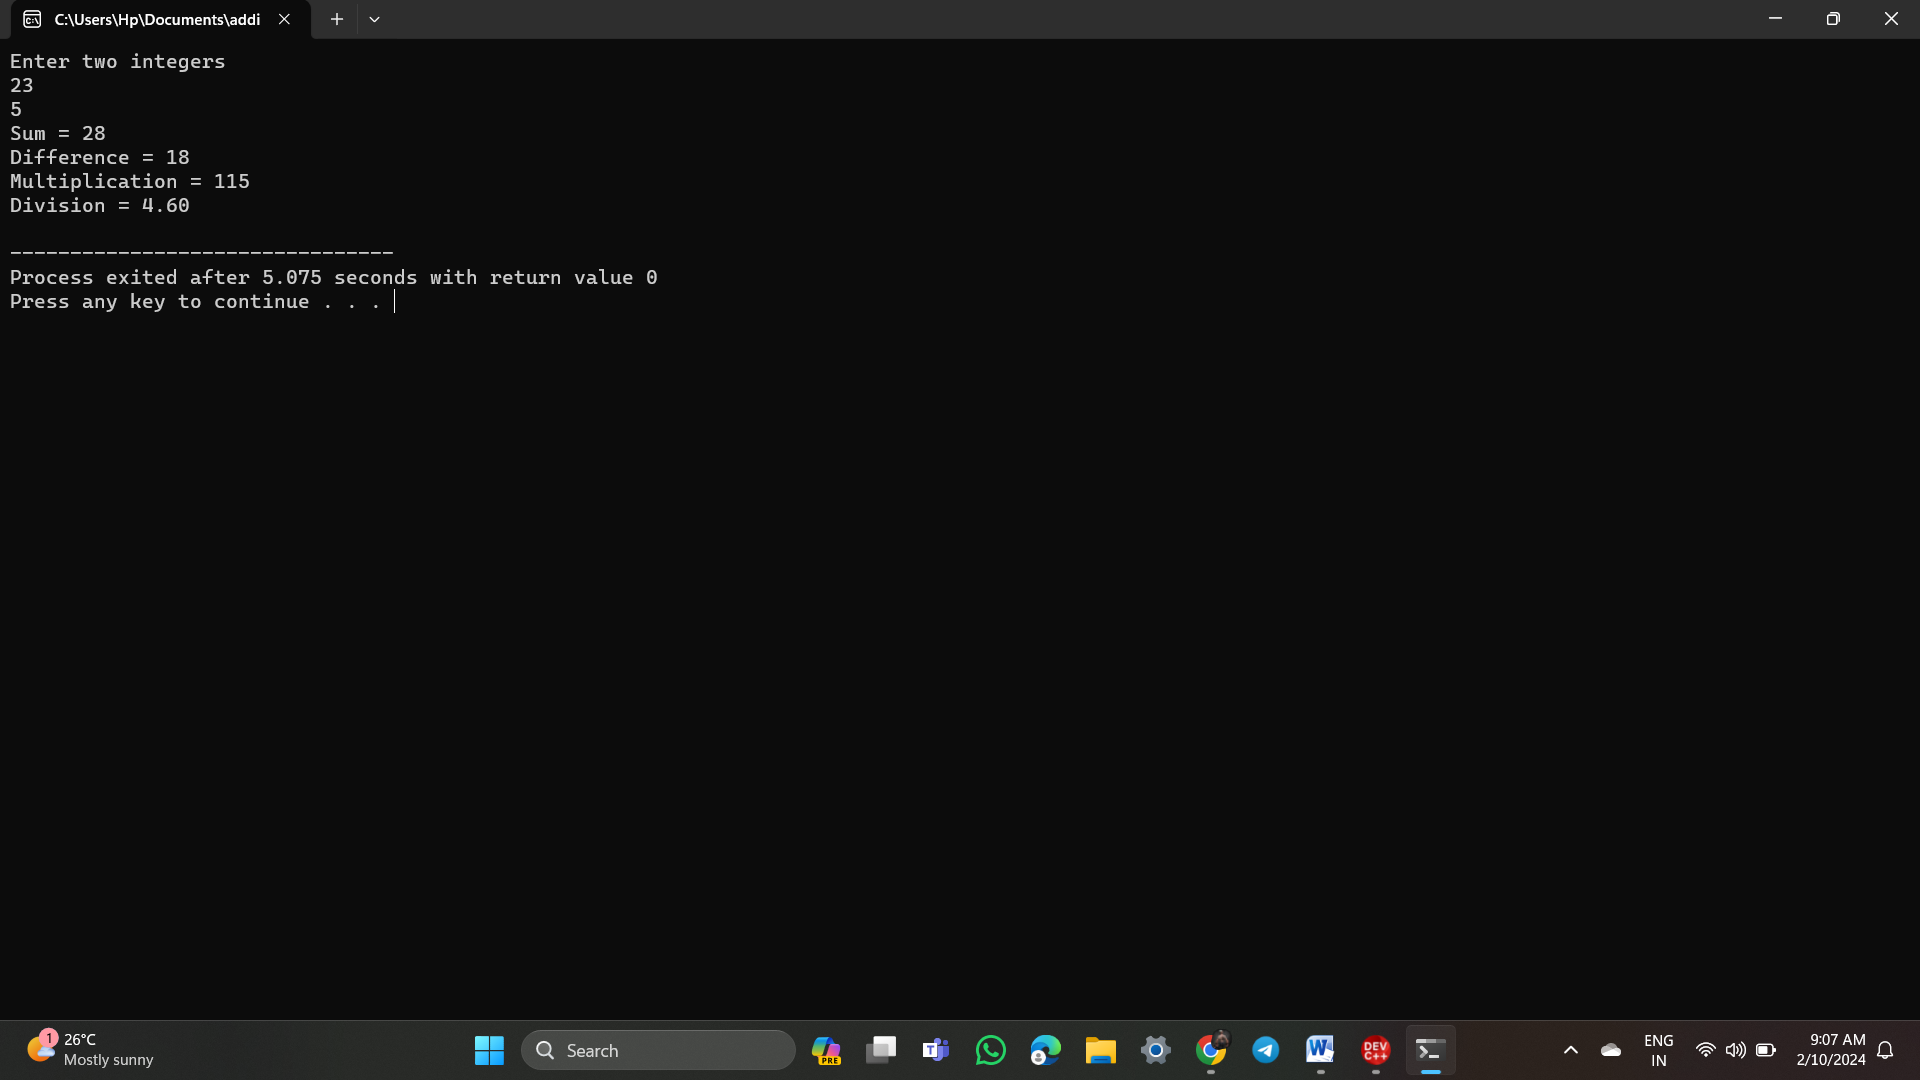 C:\Users\Hp\Documents\addi
Enter two integers
23
5
Sum = 28
Difference = 18
Multiplication = 115
Division = 4.60
--------------------------------
Process exited after 5.075 seconds with return value 0
Press any key to continue . . .
1
26°C
Mostly sunny
Search
PRE
T
W
DEV
C++
ENG
IN
9:07 AM
2/10/2024